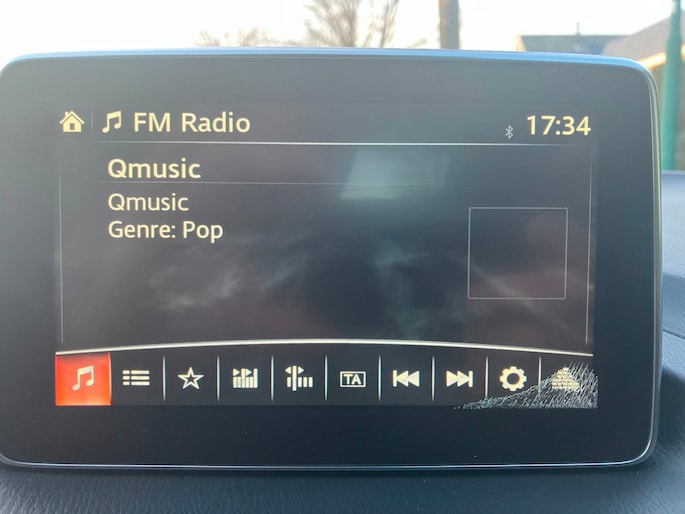 FM Radio
17:34
Qmusic
Qmusic
Genre: Pop
TA